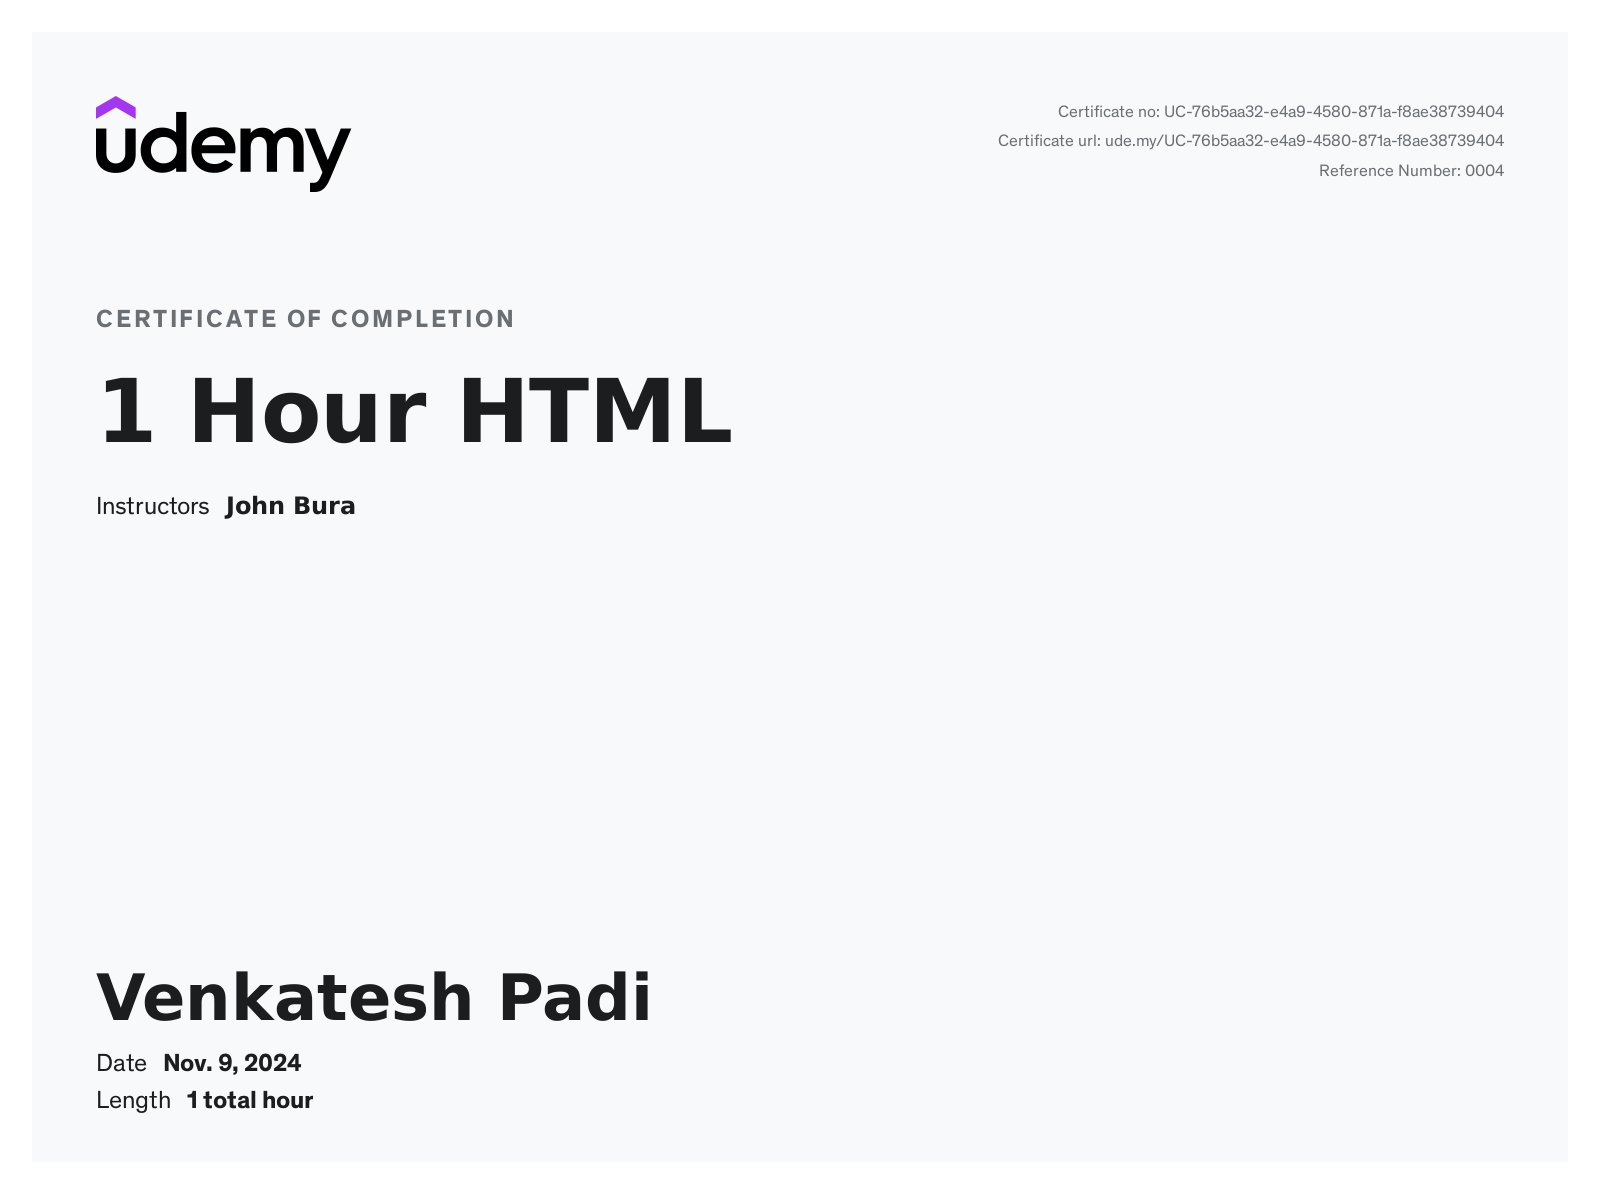 udemy
Certificate no: UC-76b5aa32-e4a9-4580-871a-f8ae38739404
Certificate url: ude.my/UC-76b5aa32-e4a9-4580-871a-f8ae38739404
Reference Number: 0004
CERTIFICATE OF COMPLETION
1 Hour HTML
Instructors John Bura
Venkatesh Padi
Date Nov. 9, 2024
Length 1 total hour